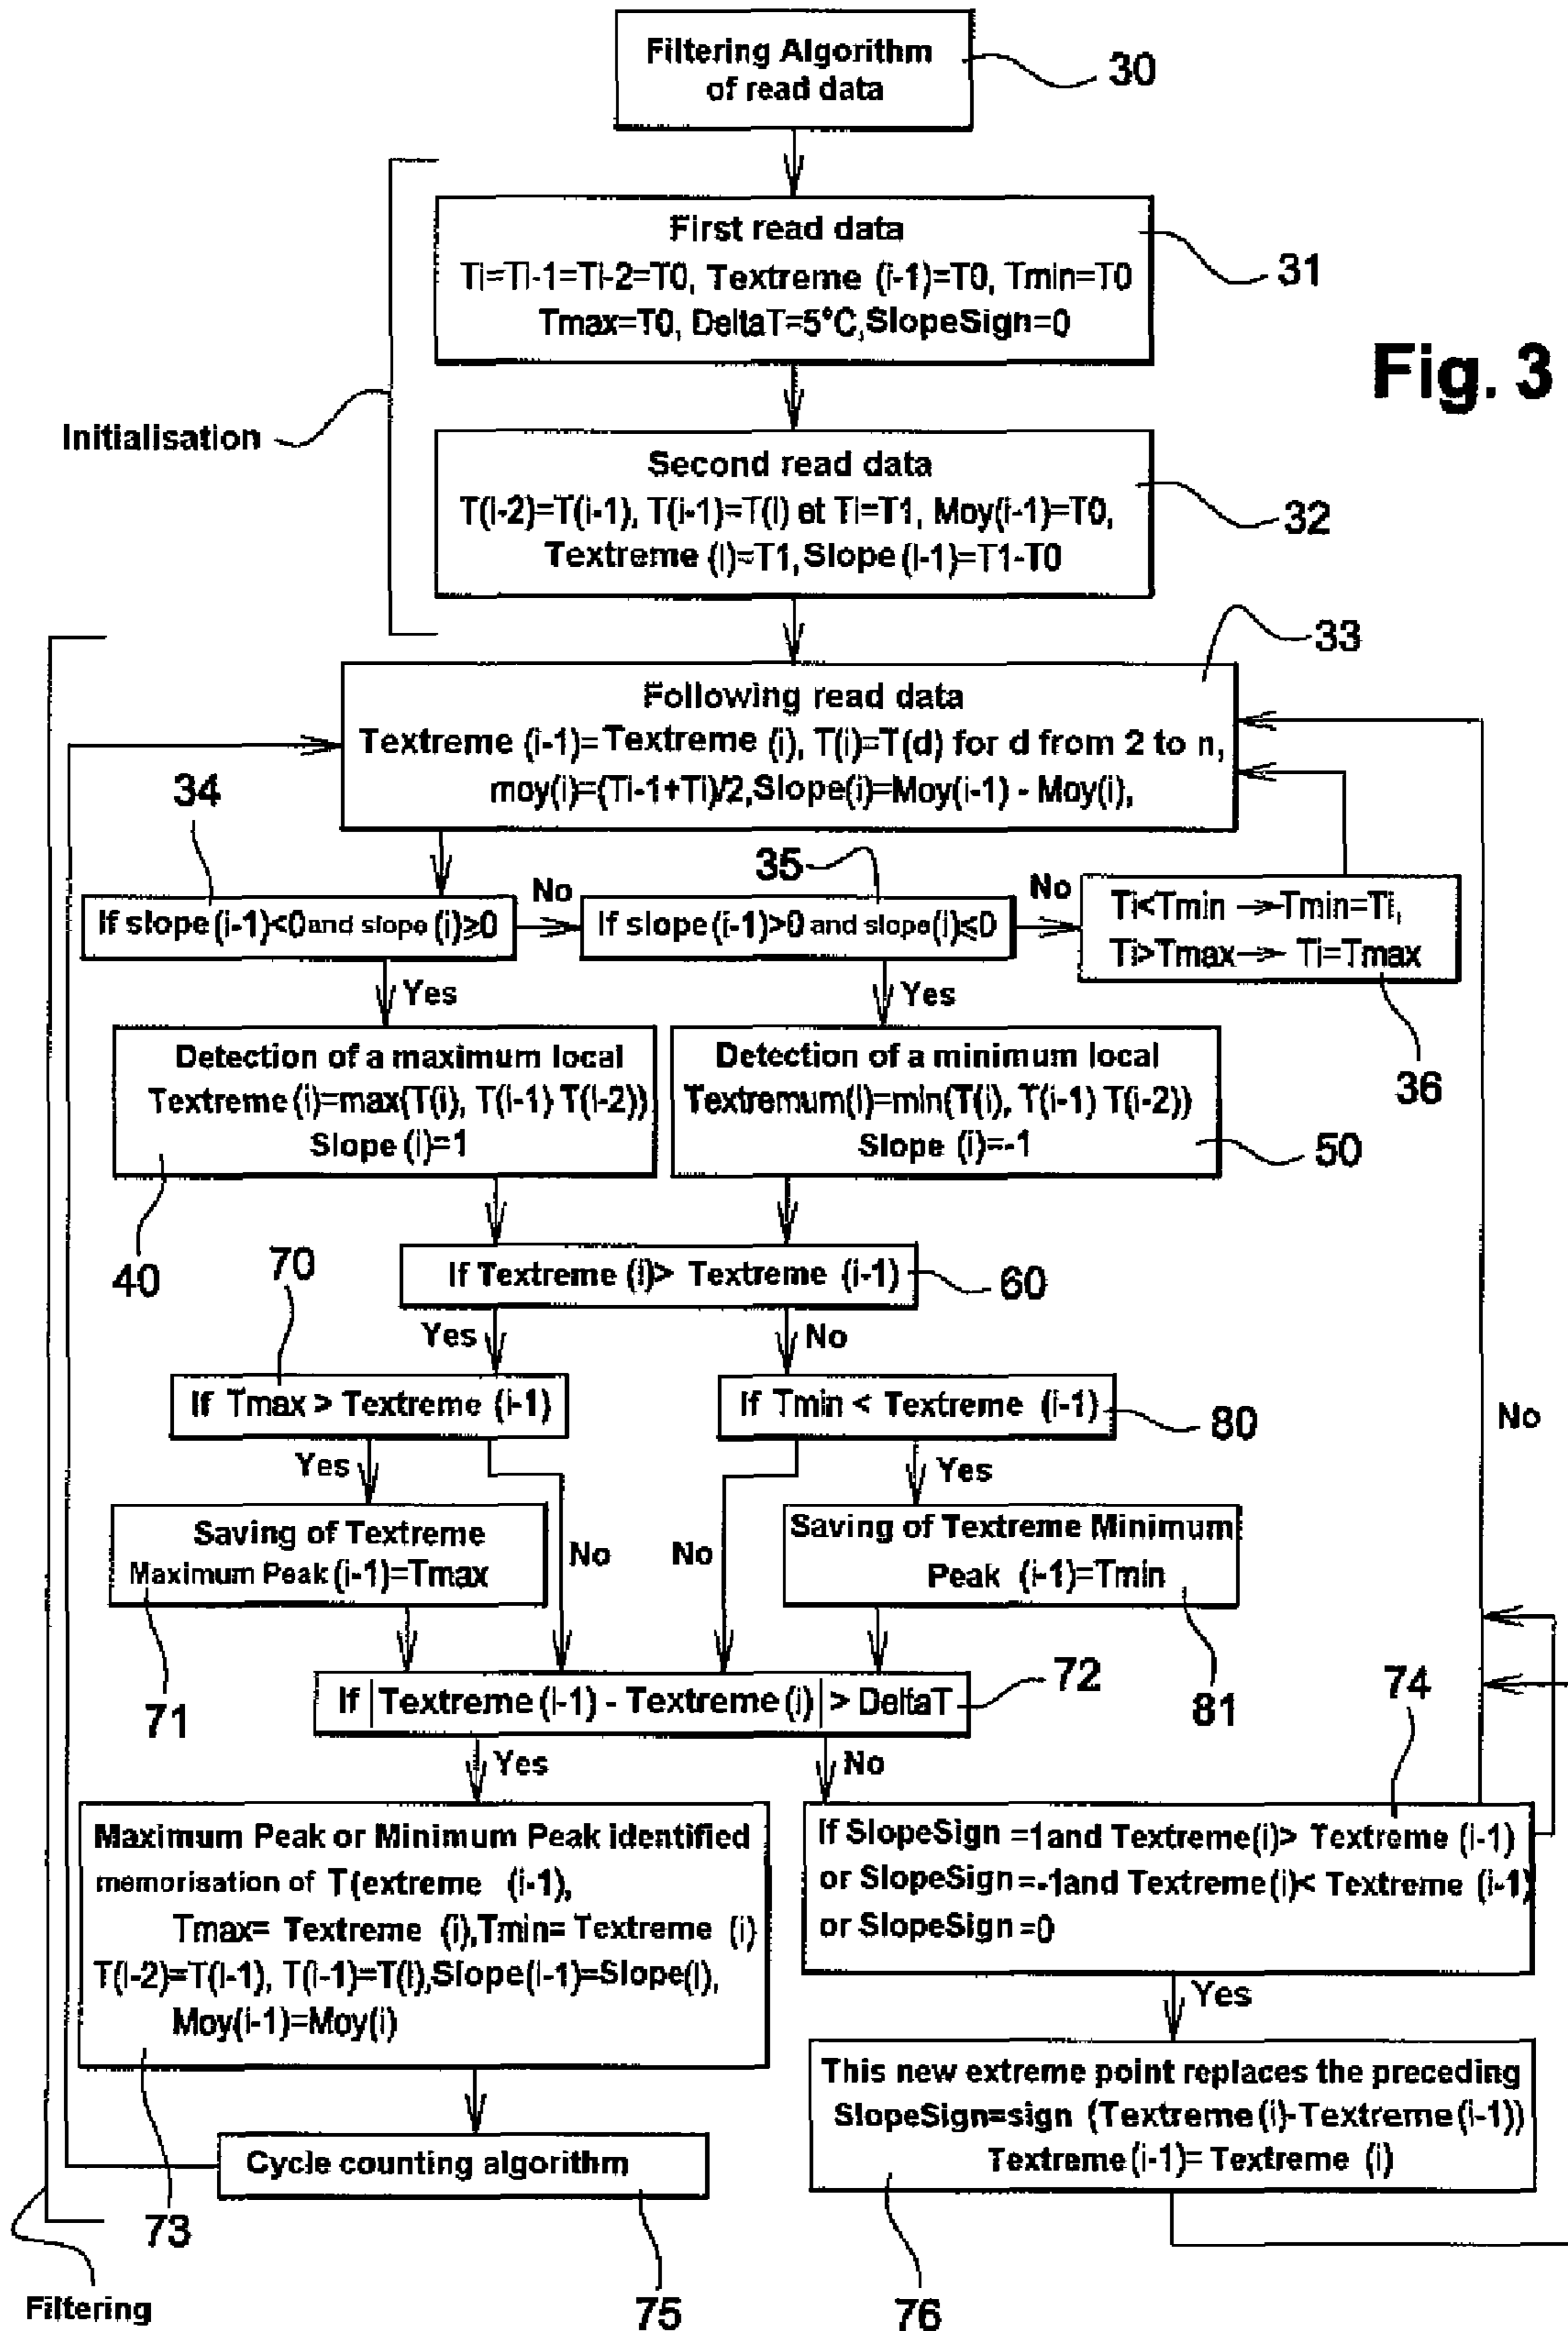 Filtering Algorithm
of read data
30
First read data
Ti=Ti-1=Ti-2=T0, Textreme (i-1)=T0, Tmin=T0
Tmax=T0, DeltaT=5°C,SlopeSign=0
31
Fig. 3
Initialisation
Second read data
T(i-2)=T(i-1), T(i-1)=T(i) et Ti=T1, Moy(i-1)=T0,
Textreme (i)=T1,Slope(i-1)=T1-T0
32
33
Following read data
Textreme (i-1)=Textreme (i), T(i)=T(d) for d from 2 to n,
moy(i)=(Ti-1+Ti)/2,Slope(i)=Moy(i-1) - Moy(i),
34
35
If slope(i-1)<0 and slope (i)≥0
No
If slope(i-1)>0 and slope(i)≤0
No
Ti<Tmin → Tmin=Ti,
Ti>Tmax → Ti=Tmax
36
Yes
Yes
Detection of a maximum local
Textreme (i)=max(T(i), T(i-1) T(i-2))
Slope (i)=1
40
Detection of a minimum local
Textremum(i)=min(T(i), T(i-1) T(i-2))
Slope (i)=-1
50
If Textreme (i)> Textreme (i-1)
60
Yes
No
70
If Tmax > Textreme (i-1)
If Tmin < Textreme (i-1)
80
No
Yes
Yes
Saving of Textreme
Maximum Peak(i-1)=Tmax
71
No
No
Saving of Textreme Minimum
Peak (i-1)=Tmin
81
If |Textreme(i-1) - Textreme(i)| > DeltaT
72
74
Yes
No
Maximum Peak or Minimum Peak identified
memorisation of T(extreme (i-1),
Tmax= Textreme (i),Tmin= Textreme (i)
T(i-2)=T(i-1), T(i-1)=T(i),Slope(i-1)=Slope(i),
Moy(i-1)=Moy(i)
73
If SlopeSign =1and Textreme(i)> Textreme (i-1)
or SlopeSign =-1and Textreme(i)< Textreme (i-1)
or SlopeSign =0
Yes
This new extreme point replaces the preceding
SlopeSign=sign (Textreme(i)-Textreme(i-1))
Textreme(i-1)= Textreme (i)
76
Cycle counting algorithm
75
Filtering